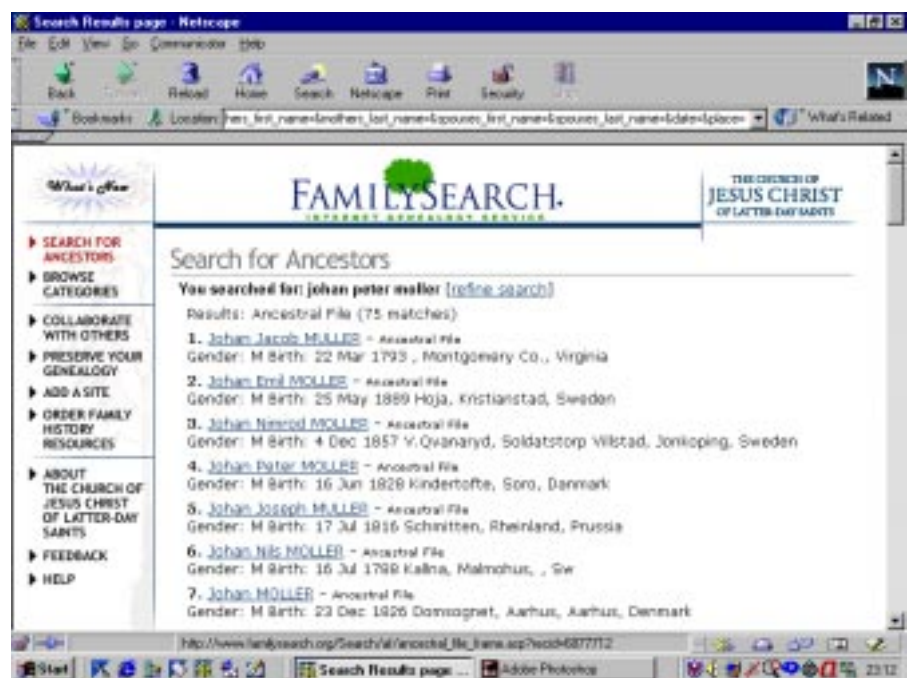 Search Results page - Netscape
File Edit View Go Communicator Help
Back Reload Home Search Netscape Print Security
Bookmarks Location: hers_first_name=&mothers_last_name=&spouses_first_name=&spouses_last_name=&date=&place= What's Related
What's New
FAMILYSEARCH.
INTERNET GENEALOGY SERVICE
THE CHURCH OF
JESUS CHRIST
OF LATTER-DAY SAINTS
SEARCH FOR
ANCESTORS
BROWSE
CATEGORIES
COLLABORATE
WITH OTHERS
PRESERVE YOUR
GENEALOGY
ADD A SITE
ORDER FAMILY
HISTORY
RESOURCES
ABOUT
THE CHURCH OF
JESUS CHRIST
OF LATTER-DAY
SAINTS
FEEDBACK
HELP
Search for Ancestors
You searched for: johan peter moller [refine search]
Results: Ancestral File (75 matches)
1. Johan Jacob MULLER - Ancestral File
Gender: M Birth: 22 Mar 1793 , Montgomery Co., Virginia
2. Johan Emil MOLLER - Ancestral File
Gender: M Birth: 25 May 1889 Hoja, Kristianstad, Sweden
3. Johan Nimrod MOLLER - Ancestral File
Gender: M Birth: 4 Dec 1857 V.Qvanaryd, Soldatstorp Villstad, Jonkoping, Sweden
4. Johan Peter MOLLER - Ancestral File
Gender: M Birth: 16 Jun 1828 Kindertofte, Soro, Danmark
5. Johan Joseph MULLER - Ancestral File
Gender: M Birth: 17 Jul 1816 Schmitten, Rheinland, Prussia
6. Johan Nils MOLLER - Ancestral File
Gender: M Birth: 16 Jul 1788 Kallna, Malmohus, , Sw
7. Johan MOLLER - Ancestral File
Gender: M Birth: 23 Dec 1826 Domsognet, Aarhus, Aarhus, Denmark
Start Search Results page ... Adobe Photoshop 23:12